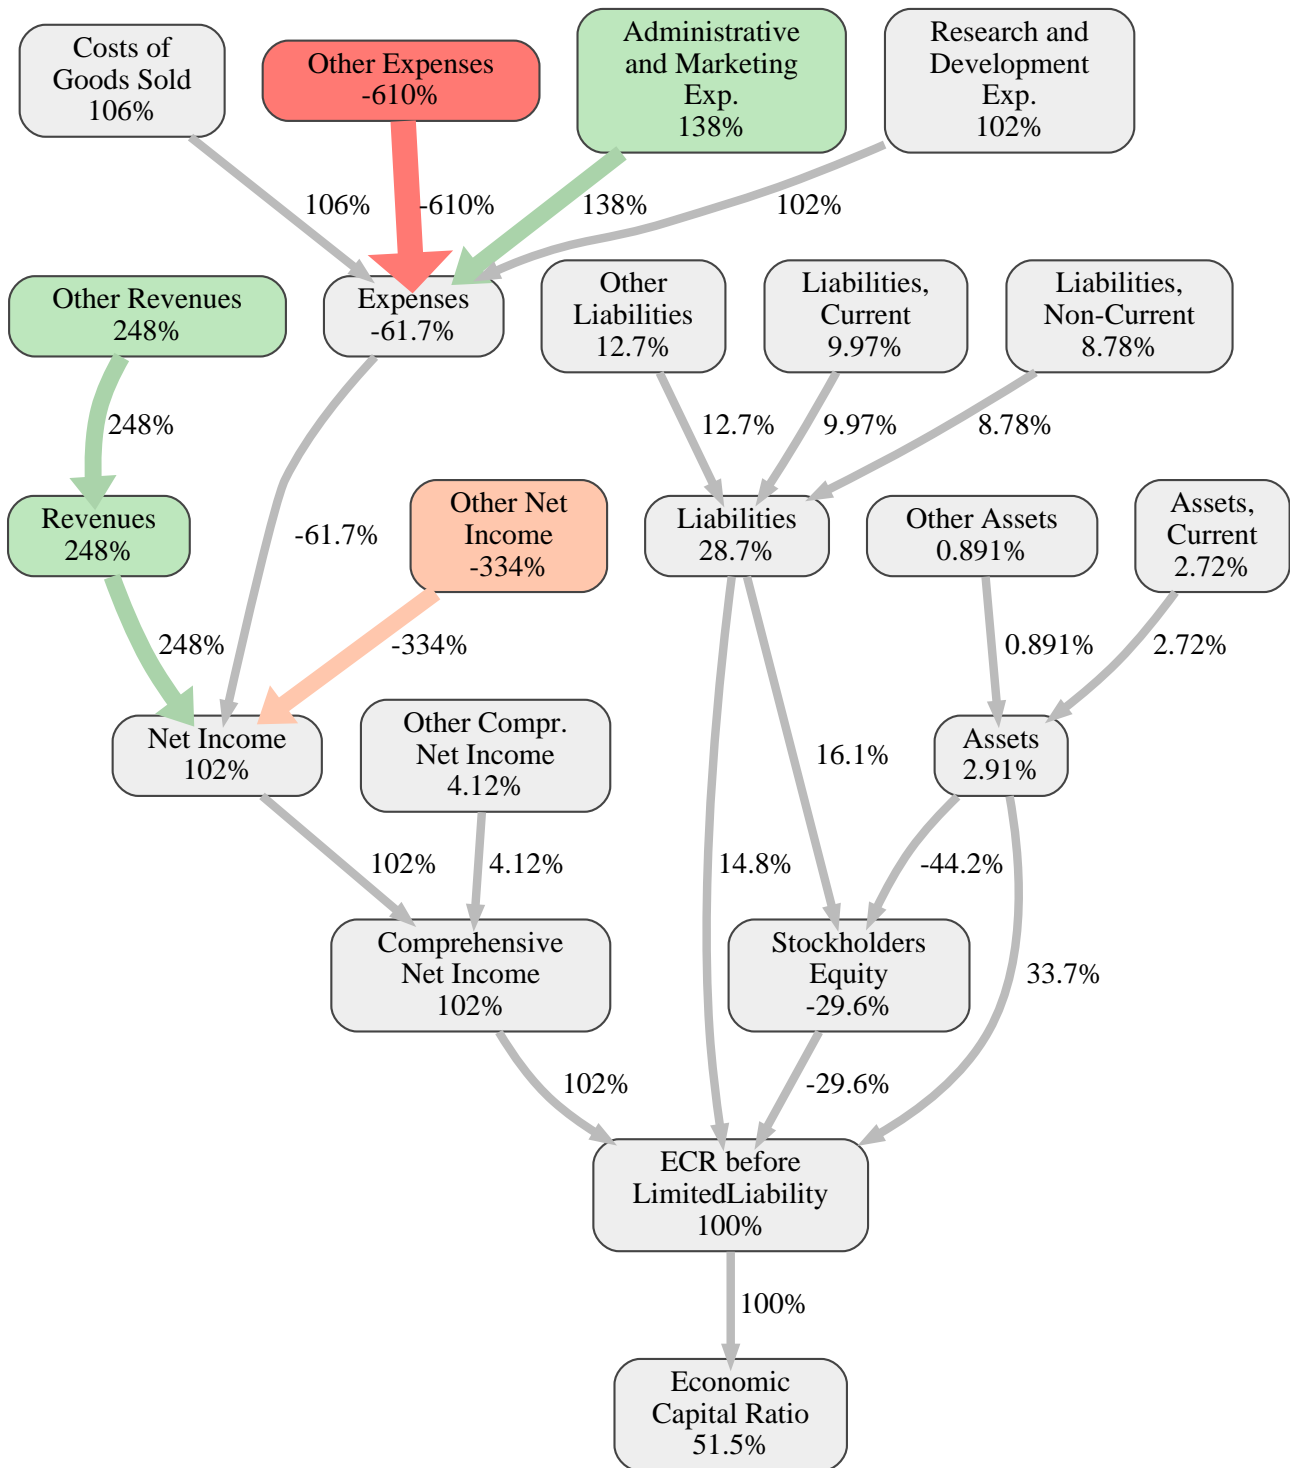 Costs of
Goods Sold
106%
Other Expenses
-610%
Administrative
and Marketing
Exp.
138%
Research and
Development
Exp.
102%
106%
-610%
138%
102%
Other Revenues
248%
Expenses
-61.7%
Other
Liabilities
12.7%
Liabilities,
Current
9.97%
Liabilities,
Non-Current
8.78%
248%
12.7%
9.97%
8.78%
Revenues
248%
-61.7%
Other Net
Income
-334%
Liabilities
28.7%
Other Assets
0.891%
Assets,
Current
2.72%
248%
-334%
0.891%
2.72%
Net Income
102%
Other Compr.
Net Income
4.12%
16.1%
Assets
2.91%
102%
4.12%
14.8%
-44.2%
Comprehensive
Net Income
102%
Stockholders
Equity
-29.6%
33.7%
102%
-29.6%
ECR before
LimitedLiability
100%
100%
Economic
Capital Ratio
51.5%